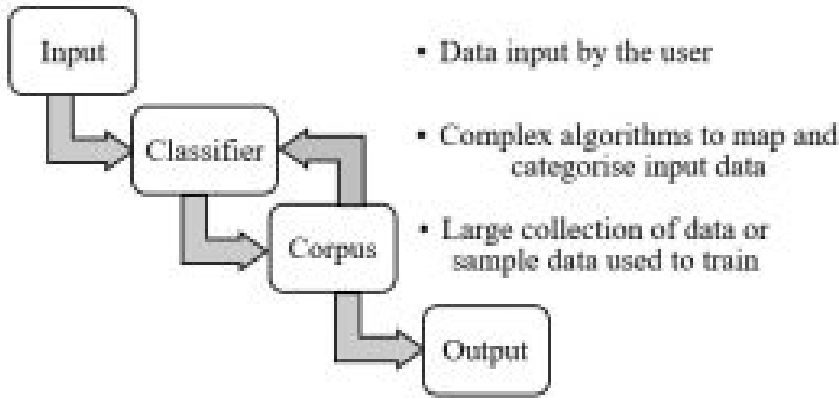 Input
• Data input by the user
Classifier
• Complex algorithms to map and
categorise input data
Corpus
• Large collection of data or
sample data used to train
Output